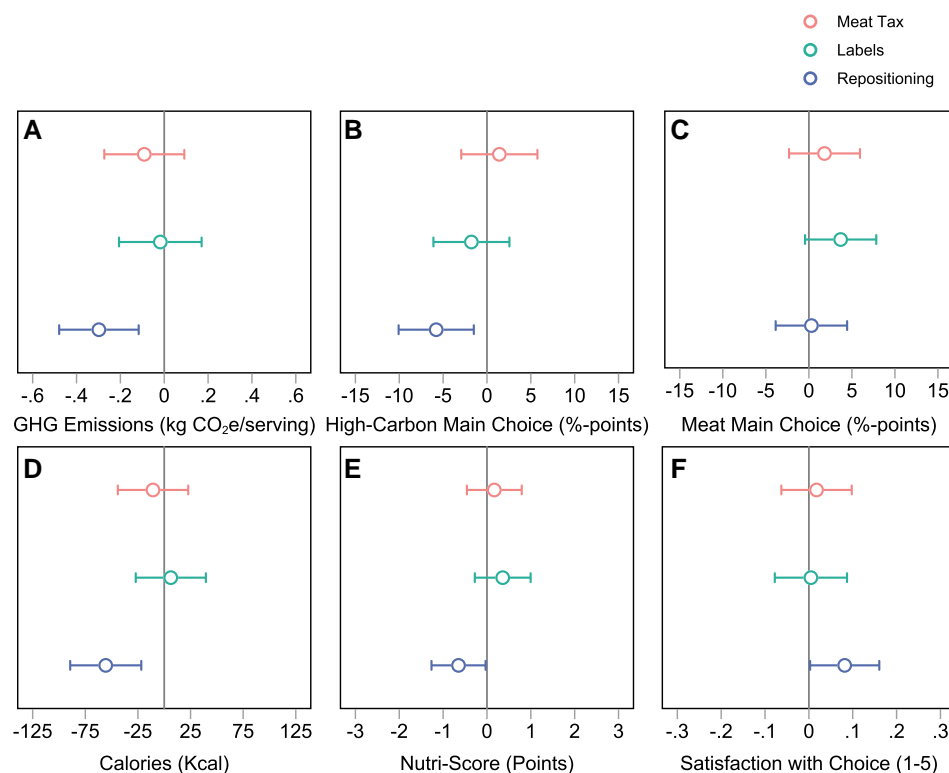 Meat Tax
Labels
Repositioning
A
B
C
-.6 -.4 -.2 0 .2 .4 .6
-15 -10 -5 0 5 10 15
-15 -10 -5 0 5 10 15
GHG Emissions (kg CO₂e/serving)
High-Carbon Main Choice (%-points)
Meat Main Choice (%-points)
D
E
F
-125 -75 -25 25 75 125
-3 -2 -1 0 1 2 3
-.3 -.2 -.1 0 .1 .2 .3
Calories (Kcal)
Nutri-Score (Points)
Satisfaction with Choice (1-5)